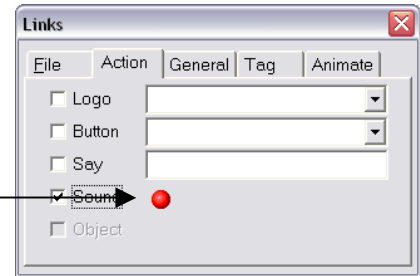 Links
File Action General Tag Animate
Logo
Button
Say
Sound
Object